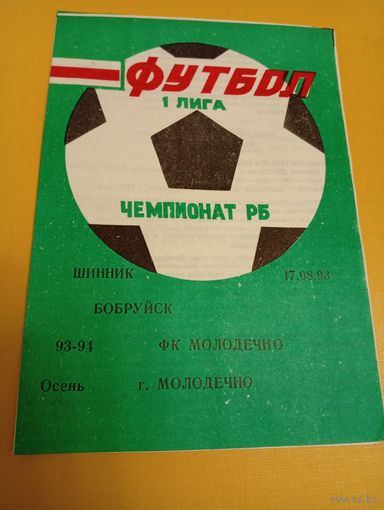 ФУТБОЛ
1 ЛИГА
ЧЕМПИОНАТ РБ
ШИННИК 17.08.93
БОБРУЙСК
93-94 ФК МОЛОДЕЧНО
Осень г. МОЛОДЕЧНО